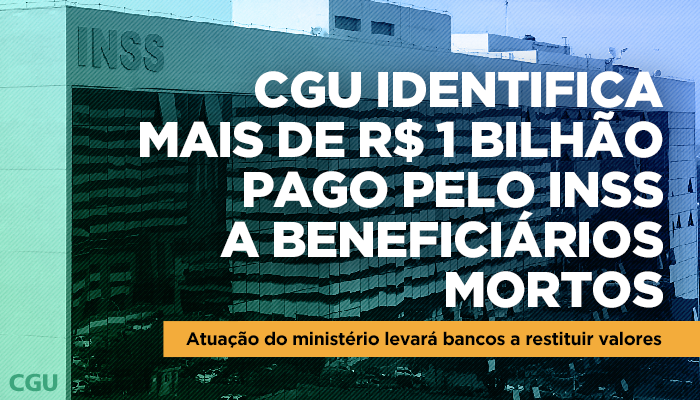 INSS
CGU IDENTIFICA
MAIS DE R$ 1 BILHÃO
PAGO PELO INSS
A BENEFICIÁRIOS
MORTOS
Atuação do ministério levará bancos a restituir valores
CGU